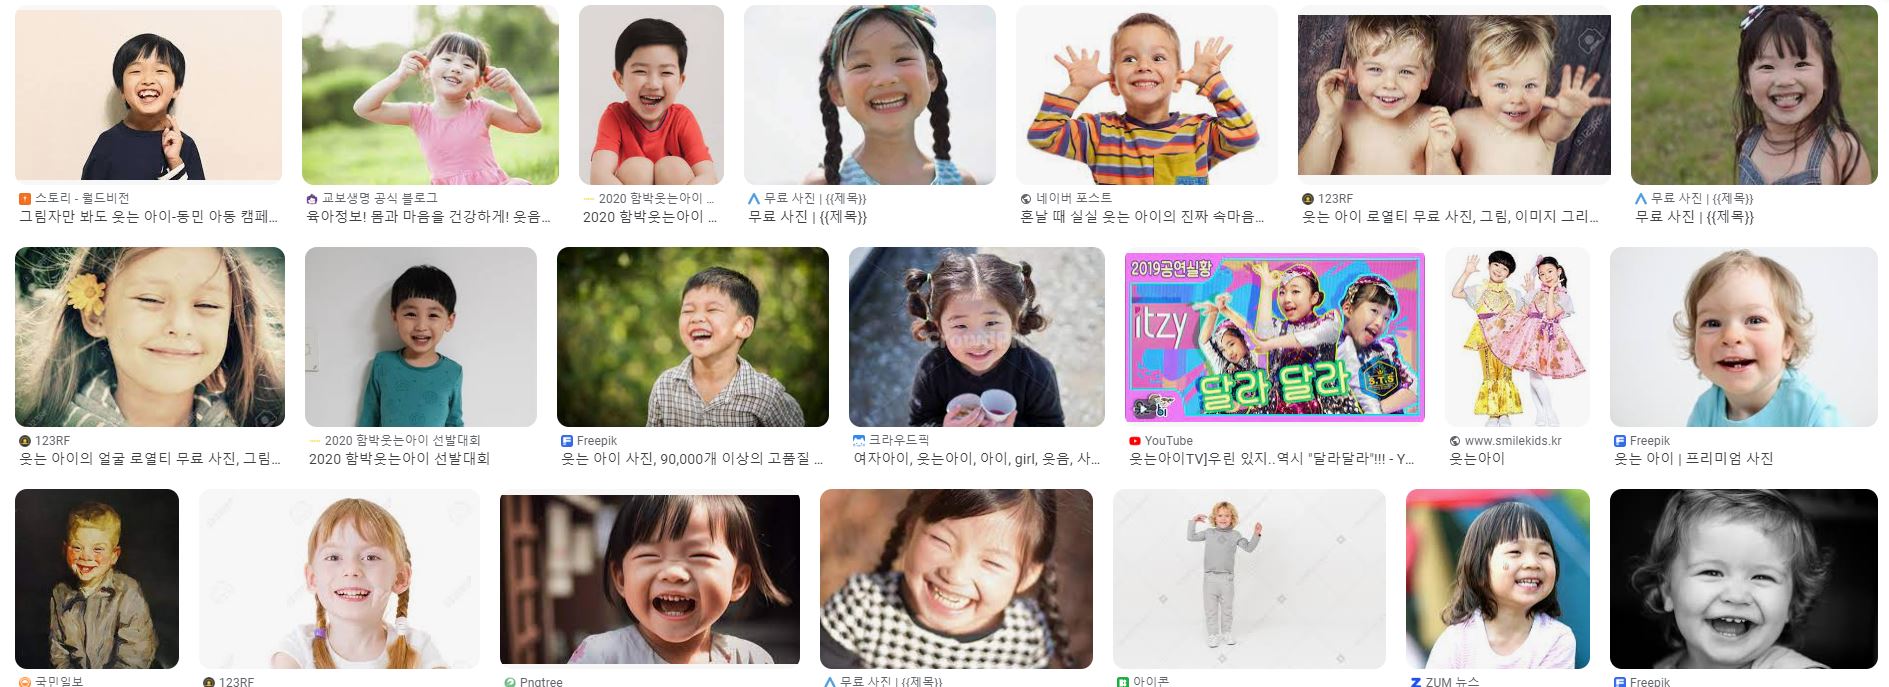 스토리 - 월드비전
그림자만 봐도 웃는 아이-동민 아동 캠페...
교보생명 공식 블로그
육아정보! 몸과 마음을 건강하게! 웃음...
2020 함박웃는아이 ...
2020 함박웃는아이 ...
무료 사진 | {{제목}}
무료 사진 | {{제목}}
네이버 포스트
혼날 때 실실 웃는 아이의 진짜 속마음...
123RF
웃는 아이 로열티 무료 사진, 그림, 이미지 그리...
무료 사진 | {{제목}}
무료 사진 | {{제목}}
123RF
웃는 아이의 얼굴 로열티 무료 사진, 그림...
2020 함박웃는아이 선발대회
2020 함박웃는아이 선발대회
Freepik
웃는 아이 사진, 90,000개 이상의 고품질 ...
크라우드픽
여자아이, 웃는아이, 아이, girl, 웃음, 사...
2019공연실황
itzy
달라 달라
S.T.S
YouTube
웃는아이TV]우린 있지..역시 "달라달라"!!! - Y...
www.smilekids.kr
웃는아이
Freepik
웃는 아이 | 프리미엄 사진
국민일보
123RF
Pngtree
무료 사진 | {{제목}}
아이콘
ZUM 뉴스
Freepik